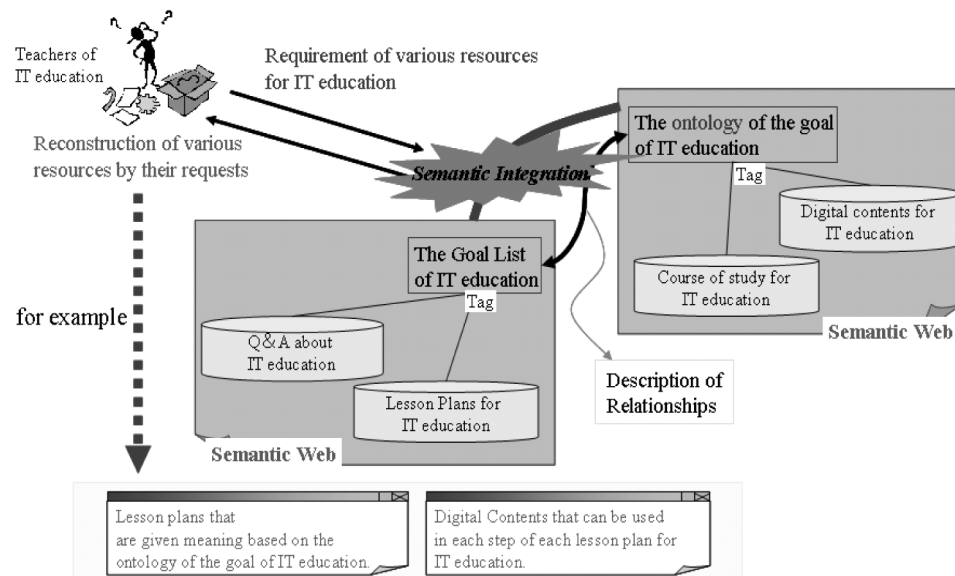 Teachers of
IT education
Requirement of various resources
for IT education
Reconstruction of various
resources by their requests
Semantic Integration
The ontology of the goal
of IT education
Tag
Digital contents for
IT education
Course of study for
IT education
Semantic Web
The Goal List
of IT education
Tag
Q&A about
IT education
Lesson Plans for
IT education
Semantic Web
for example
Description of
Relationships
Lesson plans that
are given meaning based on the
ontology of the goal of IT education.
Digital Contents that can be used
in each step of each lesson plan for
IT education.